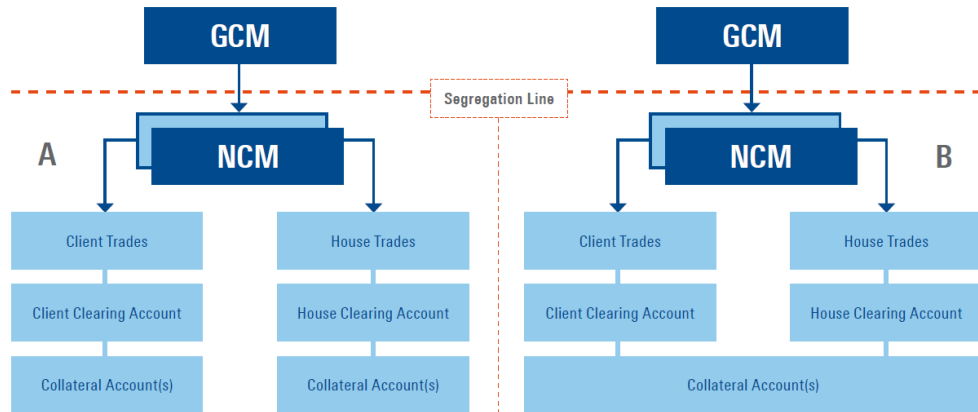 GCM
GCM
Segregation Line
A
NCM
NCM
B
Client Trades
House Trades
Client Trades
House Trades
Client Clearing Account
House Clearing Account
Client Clearing Account
House Clearing Account
Collateral Account(s)
Collateral Account(s)
Collateral Account(s)